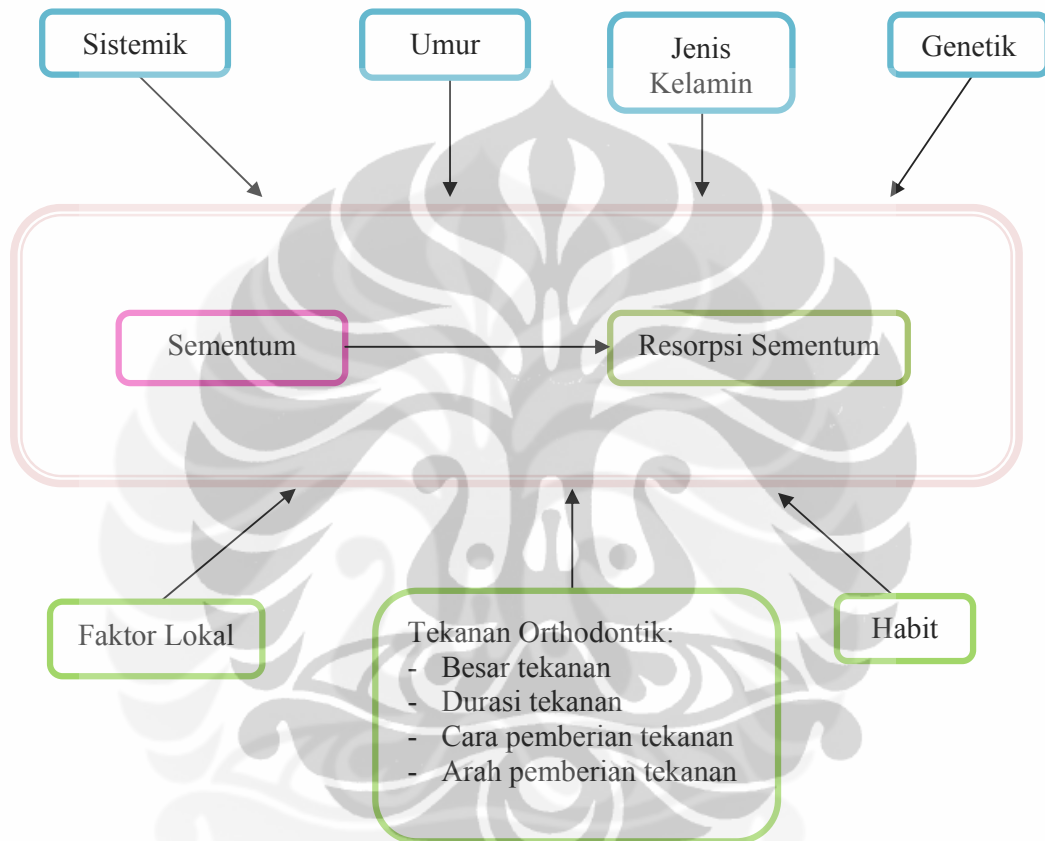 Sistemik
Umur
Jenis
Kelamin
Genetik
Sementum
Resorpsi Sementum
Faktor Lokal
Tekanan Orthodontik:
- Besar tekanan
- Durasi tekanan
- Cara pemberian tekanan
- Arah pemberian tekanan
Habit